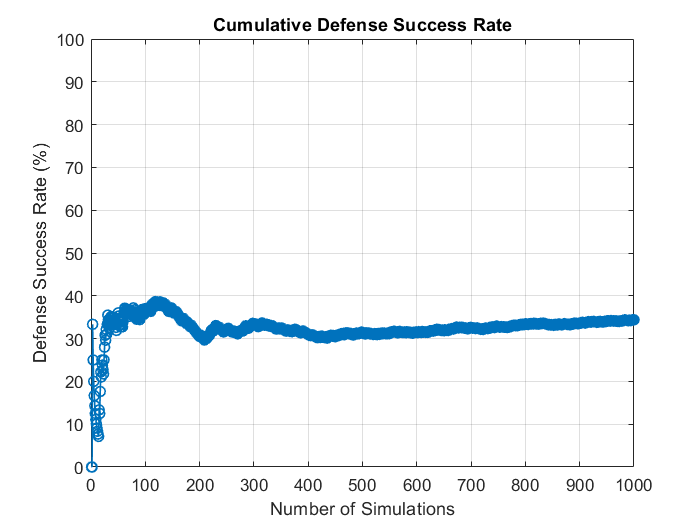 Cumulative Defense Success Rate
100
90
80
70
60
50
40
30
20
10
0
Defense Success Rate (%)
0 100 200 300 400 500 600 700 800 900 1000
Number of Simulations